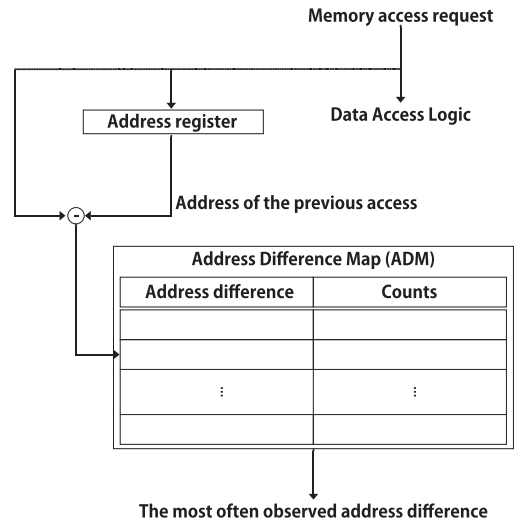 Memory access request
Address register
Data Access Logic
Address of the previous access
-
Address Difference Map (ADM)
Address difference
Counts
⋮
⋮
The most often observed address difference